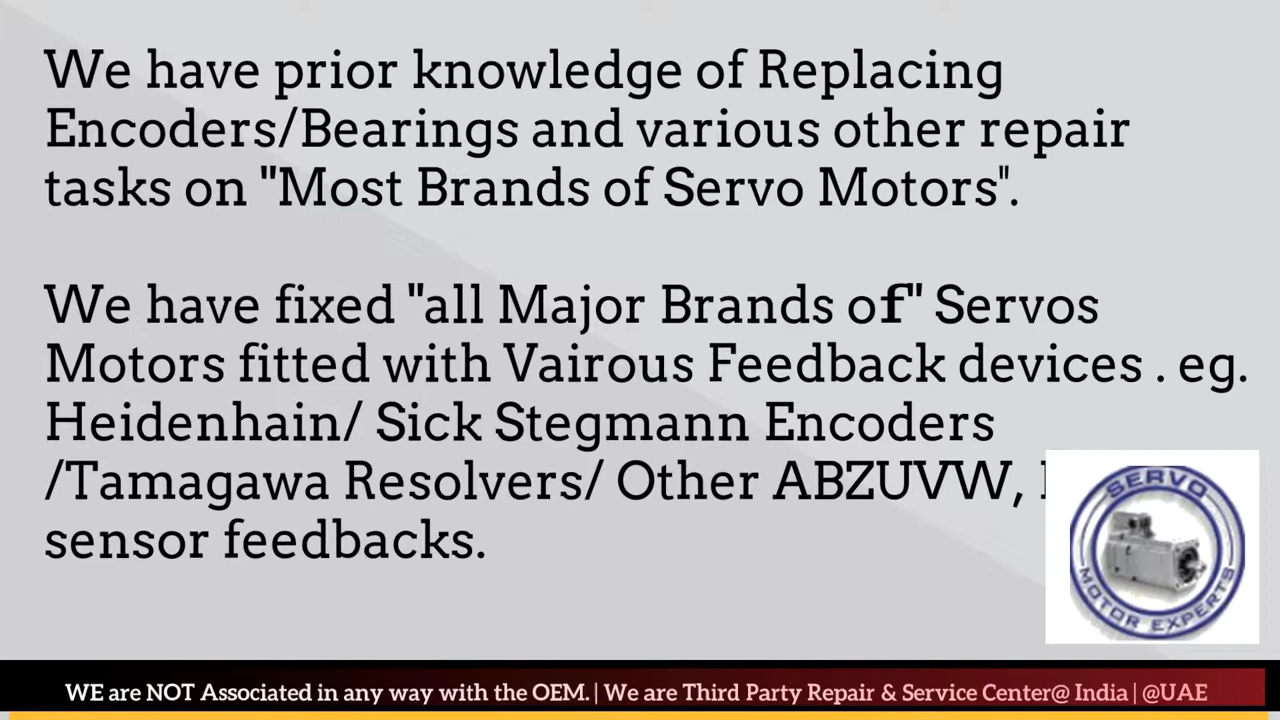 We have prior knowledge of Replacing
Encoders/Bearings and various other repair
tasks on "Most Brands of Servo Motors".
We have fixed "all Major Brands of" Servos
Motors fitted with Vairous Feedback devices . eg.
Heidenhain/ Sick Stegmann Encoders
/Tamagawa Resolvers/ Other ABZUVW,
sensor feedbacks.
SERVO
MOTOR EXPERTS
WE are NOT Associated in any way with the OEM. | We are Third Party Repair & Service Center@ India | @UAE